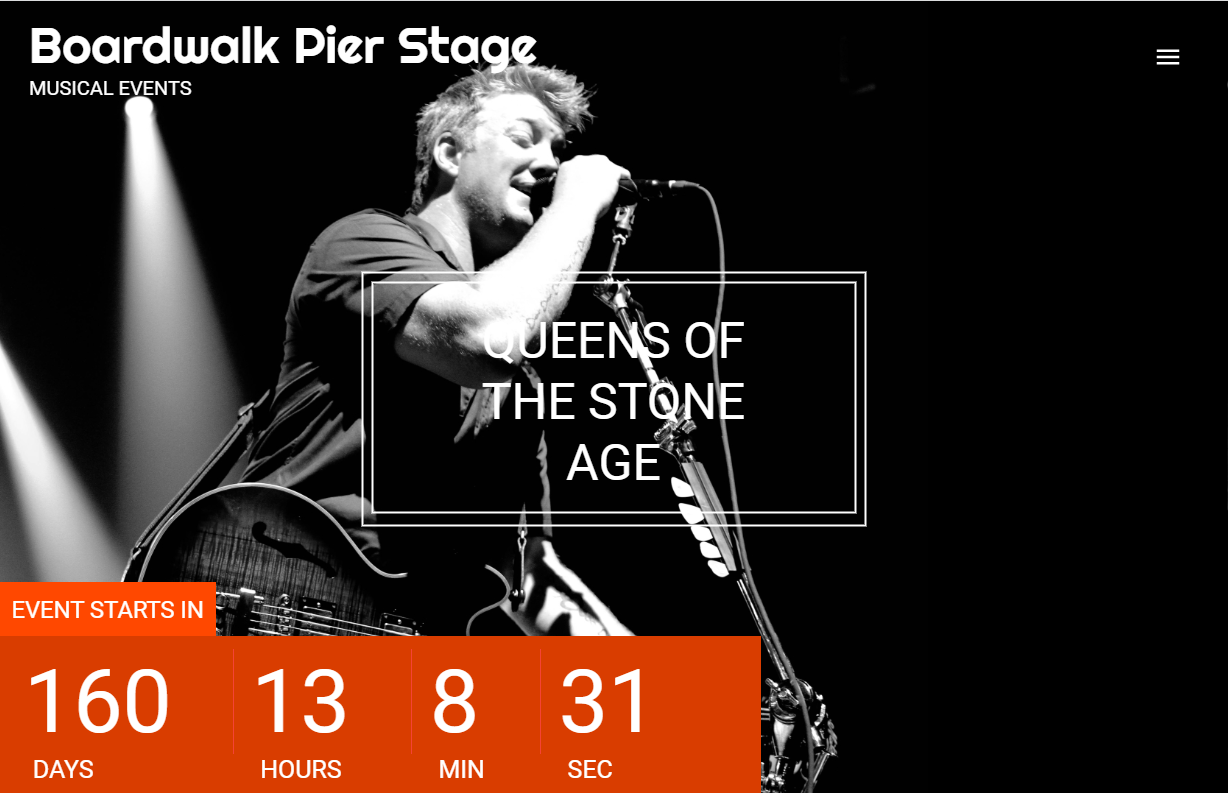 Boardwalk Pier Stage
MUSICAL EVENTS
QUEENS OF
THE STONE
AGE
EVENT STARTS IN
160 13 8 31
DAYS HOURS MIN SEC